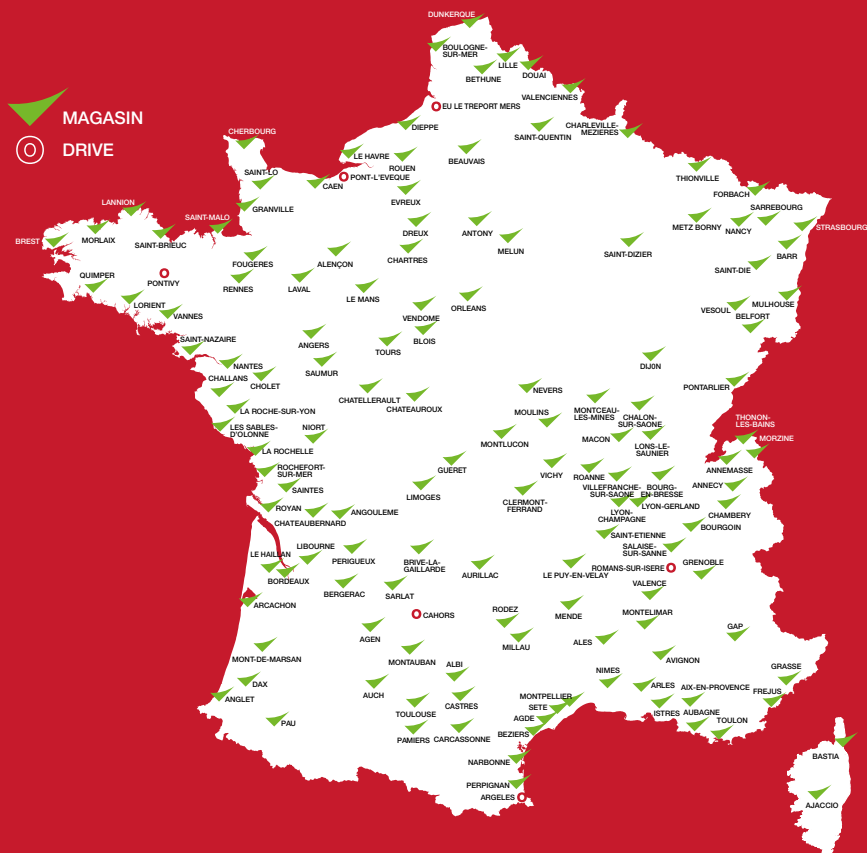 DUNKERQUE
BOULOGNE-
SUR-MER
LILLE
BETHUNE
DOUAI
VALENCIENNES
MAGASIN
DRIVE
EU LE TREPORT MERS
DIEPPE
SAINT-QUENTIN
CHARLEVILLE-
MEZIERES
CHERBOURG
LE HAVRE
ROUEN
BEAUVAIS
SAINT-LO
CAEN
PONT-L'EVEQUE
THIONVILLE
FORBACH
EVREUX
LANNION
GRANVILLE
SAINT-MALO
SARREBOURG
DREUX
ANTONY
METZ BORNY
NANCY
STRASBOURG
BREST
MORLAIX
SAINT-BRIEUC
MELUN
SAINT-DIZIER
BARR
FOUGERES
ALENÇON
CHARTRES
SAINT-DIE
QUIMPER
PONTIVY
RENNES
LAVAL
LE MANS
LORIENT
VANNES
VENDOME
ORLEANS
VESOUL
MULHOUSE
BELFORT
SAINT-NAZAIRE
ANGERS
TOURS
BLOIS
NANTES
SAUMUR
DIJ0N
CHALLANS
CHOLET
CHATELLERAULT
CHATEAUROUX
NEVERS
PONTARLIER
LA ROCHE-SUR-YON
MOULINS
MONTCEAU-
LES-MINES
CHALON-
SUR-SAONE
THONON-
LES-BAINS
LES SABLES-
D'OLONNE
NIORT
MONTLUCON
MACON
LONS-LE-
SAUNIER
MORZINE
LA ROCHELLE
GUERET
VICHY
ROANNE
ANNEMASSE
ROCHEFORT-
SUR-MER
SAINTES
LIMOGES
CLERMONT-
FERRAND
VILLEFRANCHE-
SUR-SAONE
BOURG-
EN-BRESSE
ANNECY
ROYAN
CHATEAUBERNARD
ANGOULEME
LYON-
CHAMPAGNE
LYON-GERLAND
CHAMBERY
BOURGOIN
SAINT-ETIENNE
LE HAILLAN
LIBOURNE
PERIGUEUX
BRIVE-LA-
GAILLARDE
AURILLAC
SALAISE-
SUR-SANNE
GRENOBLE
BORDEAUX
LE PUY-EN-VELAY
ROMANS-SUR-ISERE
BERGERAC
SARLAT
VALENCE
ARCACHON
CAHORS
RODEZ
MENDE
MONTELIMAR
AGEN
MILLAU
ALES
GAP
MONT-DE-MARSAN
MONTAUBAN
ALBI
AVIGNON
NIMES
GRASSE
DAX
AUCH
ARLES
AIX-EN-PROVENCE
FREJUS
ANGLET
TOULOUSE
CASTRES
MONTPELLIER
SETE
AGDE
ISTRES
AUBAGNE
TOULON
PAU
PAMIERS
CARCASSONNE
BEZIERS
NARBONNE
BASTIA
PERPIGNAN
ARGELES
AJACCIO